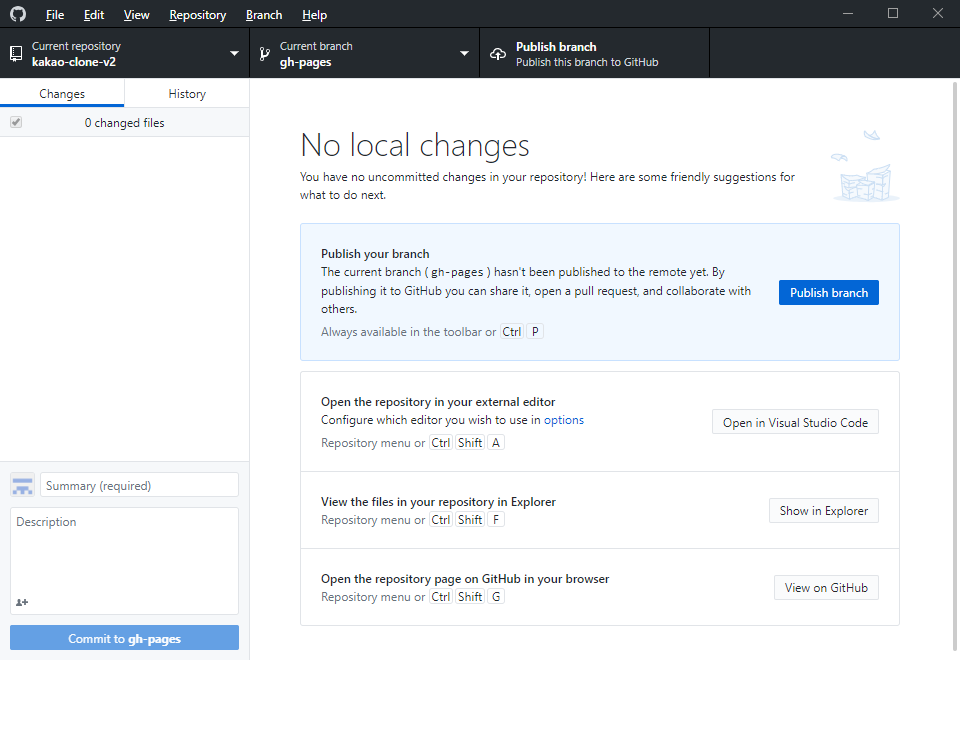 File Edit View Repository Branch Help
Current repository
kakao-clone-v2
Current branch
gh-pages
Publish branch
Publish this branch to GitHub
Changes History
0 changed files
No local changes
You have no uncommitted changes in your repository! Here are some friendly suggestions for
what to do next.
Publish your branch
The current branch ( gh-pages ) hasn't been published to the remote yet. By
publishing it to GitHub you can share it, open a pull request, and collaborate with
others.
Always available in the toolbar or Ctrl P
Publish branch
Open the repository in your external editor
Configure which editor you wish to use in options
Repository menu or Ctrl Shift A
Open in Visual Studio Code
View the files in your repository in Explorer
Repository menu or Ctrl Shift F
Show in Explorer
Open the repository page on GitHub in your browser
Repository menu or Ctrl Shift G
View on GitHub
Summary (required)
Description
Commit to gh-pages